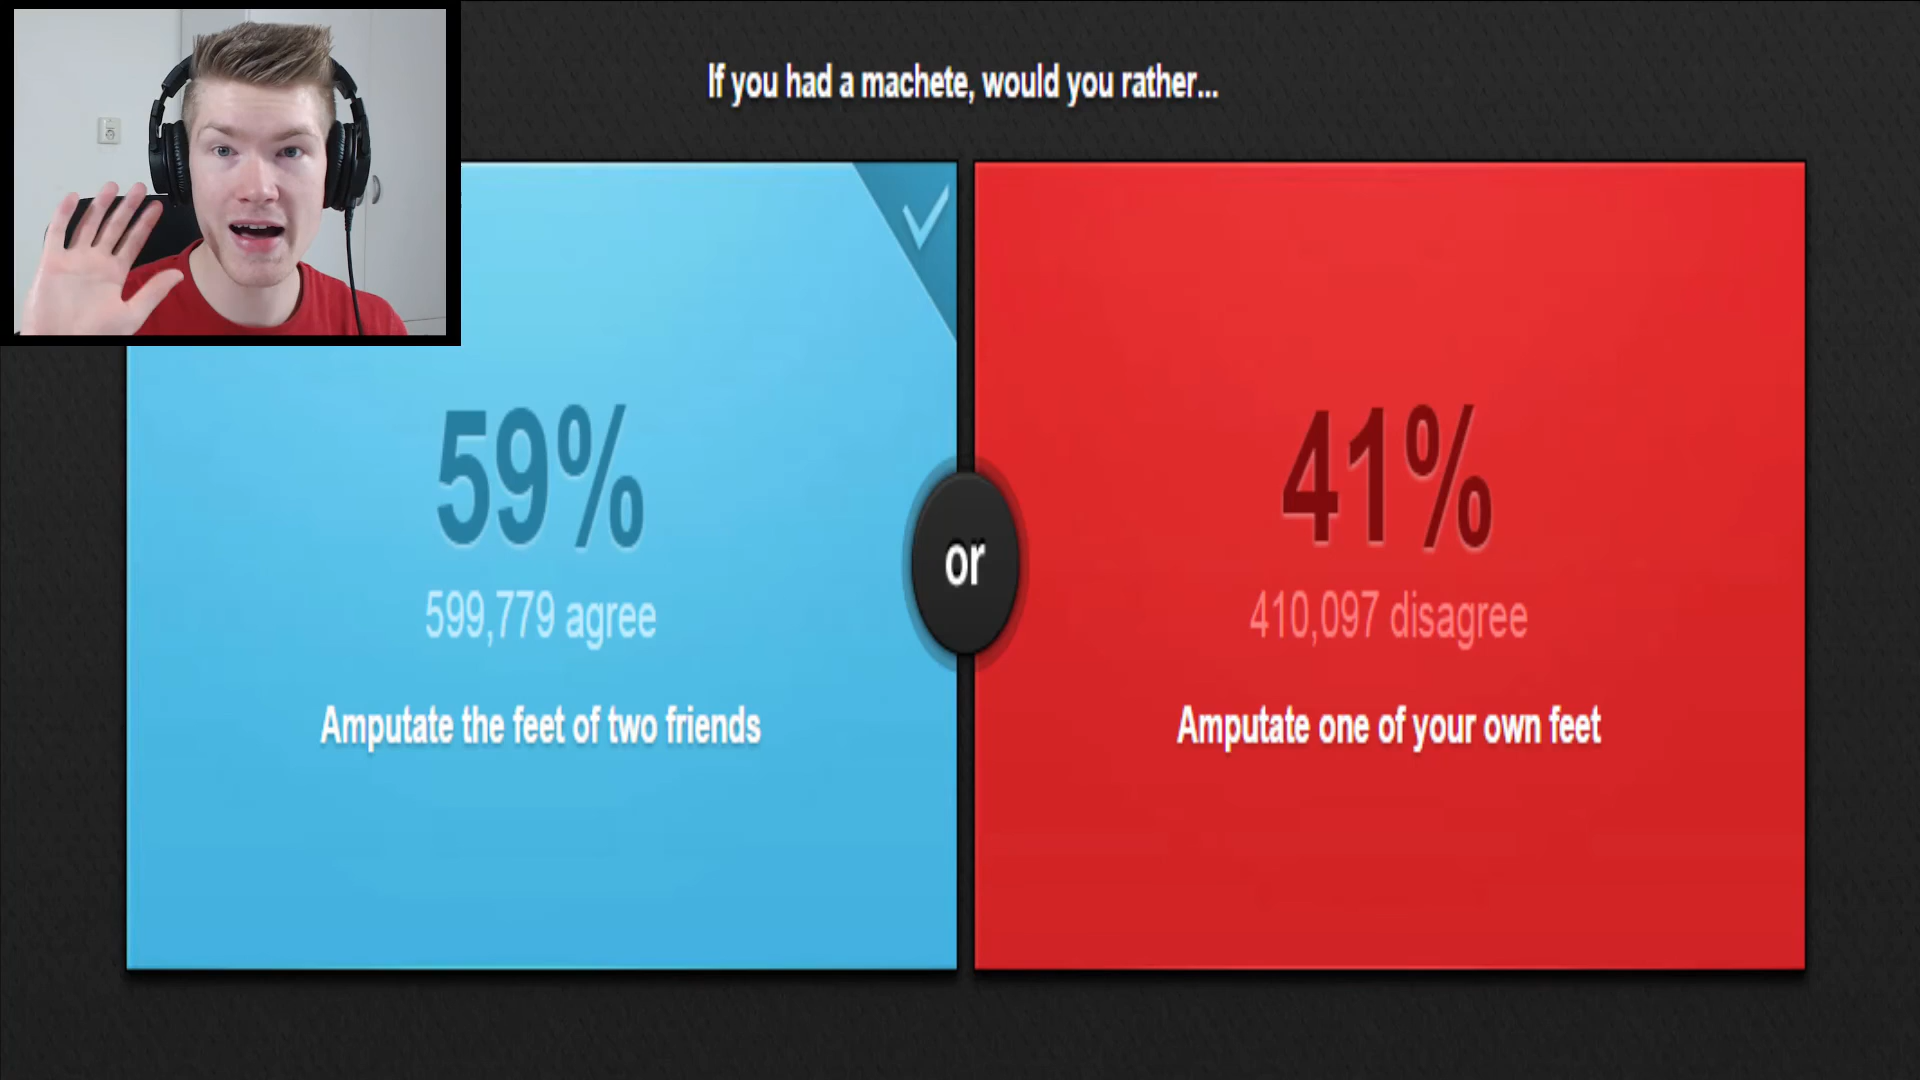 If you had a machete, would you rather...
59%
599,779 agree
Amputate the feet of two friends
or
41%
410,097 disagree
Amputate one of your own feet